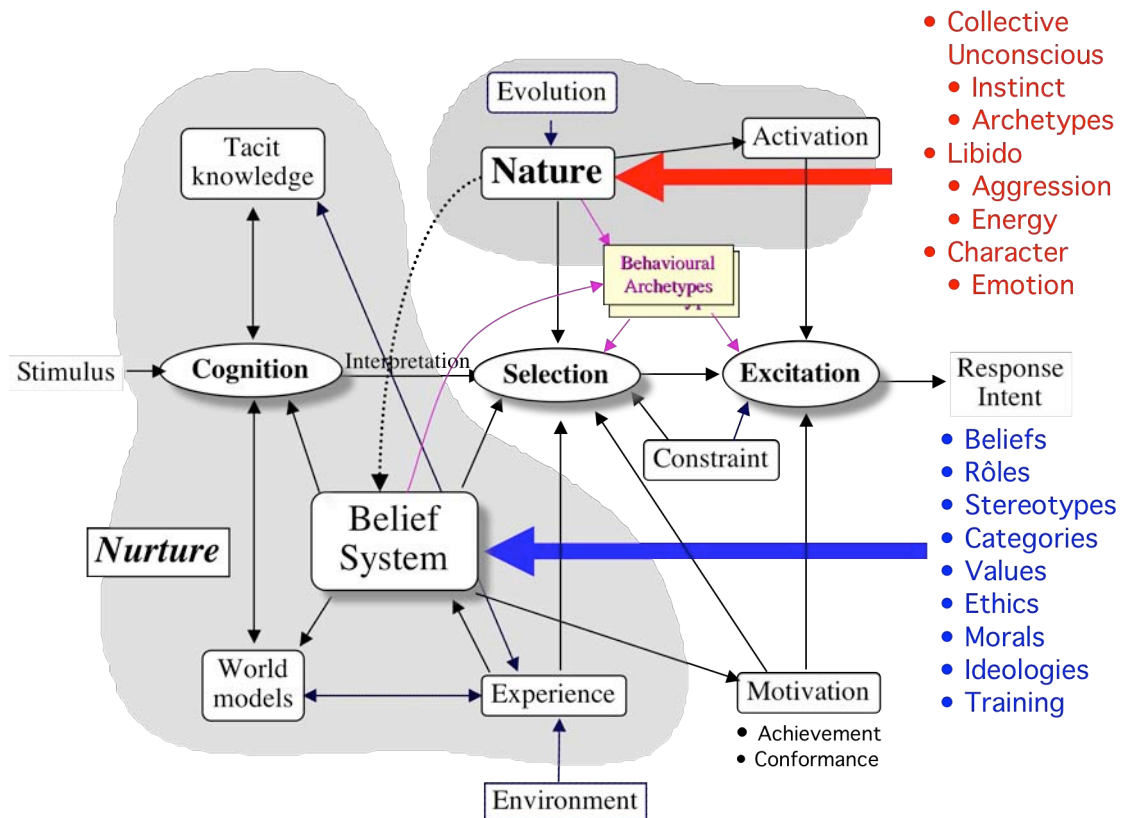 Evolution
Nature
Activation
Tacit
knowledge
Behavioural
Archetypes
Stimulus
Cognition
Interpretation
Selection
Excitation
Response
Intent
Constraint
Belief
System
Nurture
World
models
Experience
Motivation
• Achievement
• Conformance
Environment
• Collective
Unconscious
• Instinct
• Archetypes
• Libido
• Aggression
• Energy
• Character
• Emotion
• Beliefs
• Rôles
• Stereotypes
• Categories
• Values
• Ethics
• Morals
• Ideologies
• Training